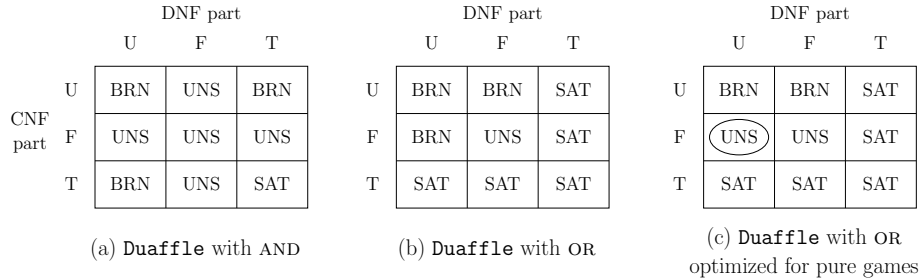 DNF part
U F T
U BRN UNS BRN
CNF part F UNS UNS UNS
T BRN UNS SAT
(a) Duaffle with AND
DNF part
U F T
U BRN BRN SAT
F BRN UNS SAT
T SAT SAT SAT
(b) Duaffle with OR
DNF part
U F T
U BRN BRN SAT
F UNS UNS SAT
T SAT SAT SAT
(c) Duaffle with OR
optimized for pure games